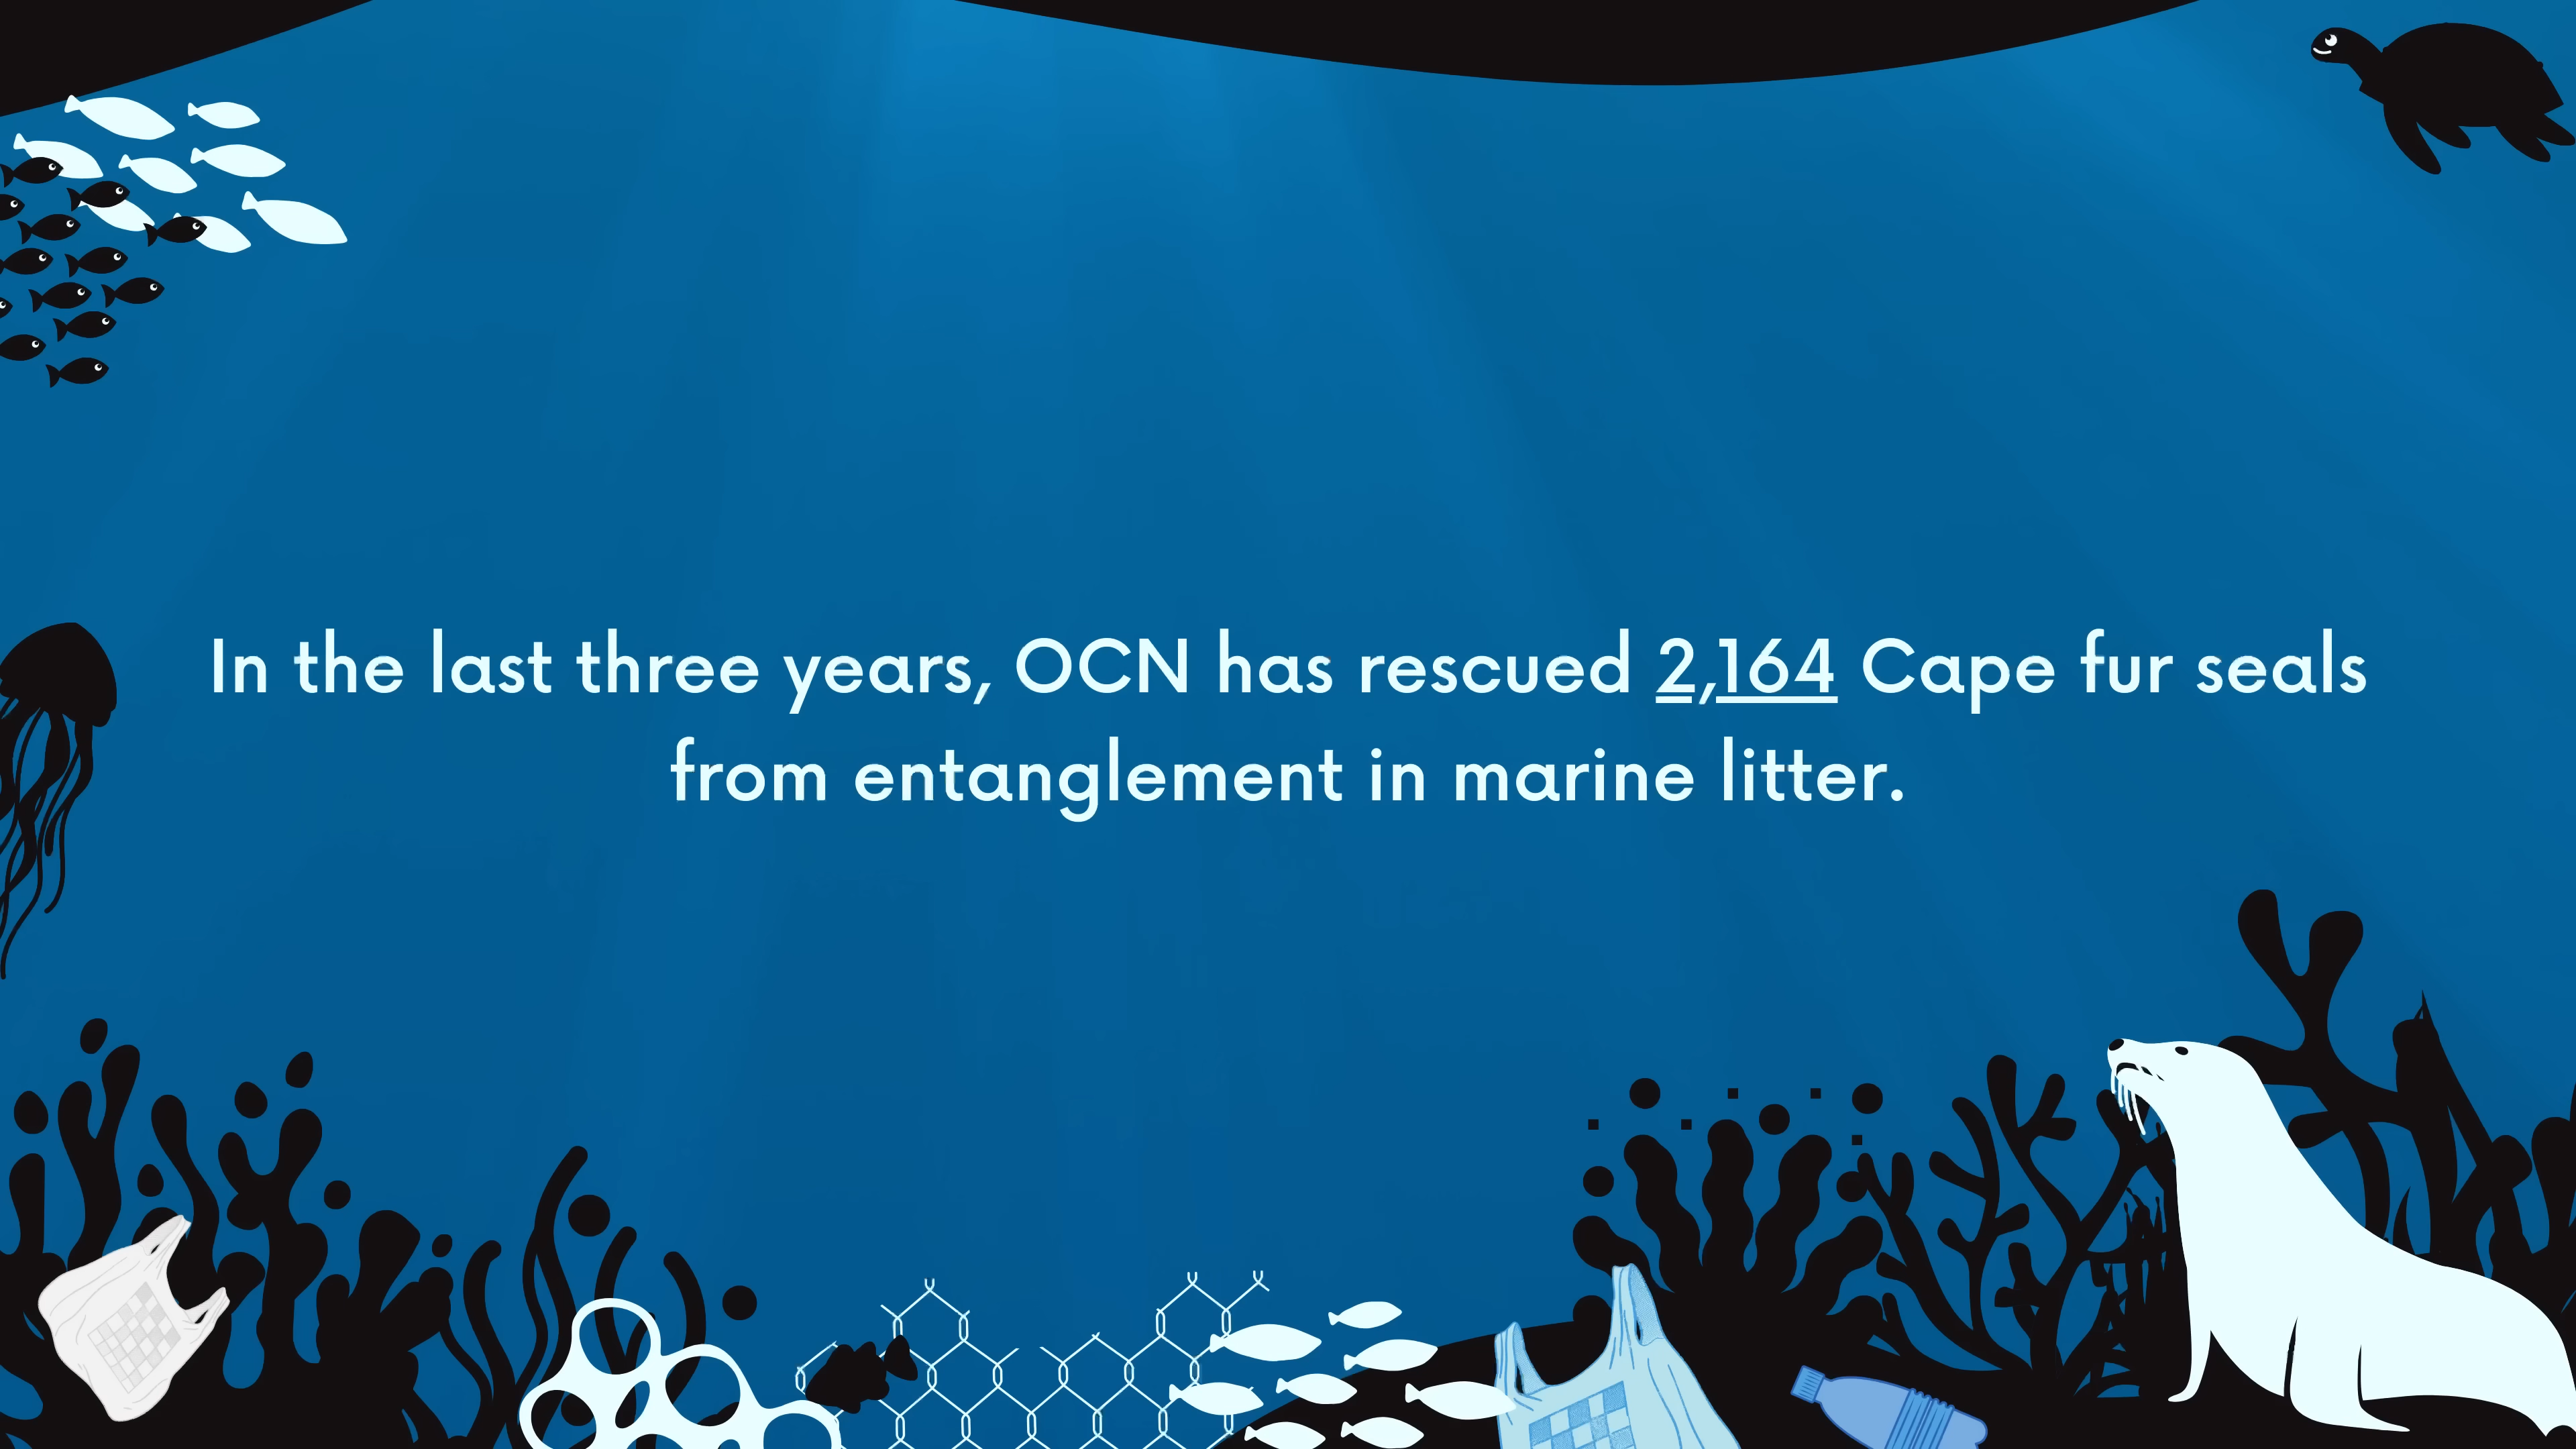 In the last three years, OCN has rescued 2,164 Cape fur seals
from entanglement in marine litter.